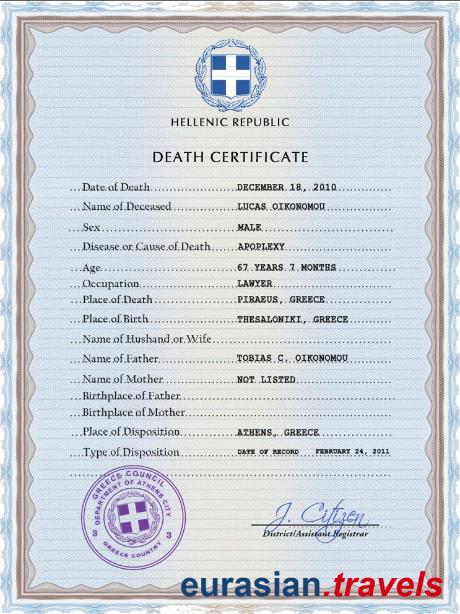 HELLENIC REPUBLIC
DEATH CERTIFICATE
Date of Death DECEMBER 18, 2010
Name of Deceased LUCAS OIKONOMOU
Sex MALE
Disease or Cause of Death APOPLEXY
Age 67 YEARS 7 MONTHS
Occupation LAWYER
Place of Death PIRAEUS, GREECE
Place of Birth THESALONIKI, GREECE
Name of Husband or Wife
Name of Father TOBIAS C. OIKONOMOU
Name of Mother NOT LISTED
Birthplace of Father
Birthplace of Mother
Place of Disposition ATHENS, GREECE
Type of Disposition DATE OF RECORD FEBRUARY 24, 2011
GREECE COUNCIL
DEPARTMENT OF ATHENS CITY
3 3
GREECE COUNTRY
J. Citizen
District/Assistant Registrar
eurasian.travels